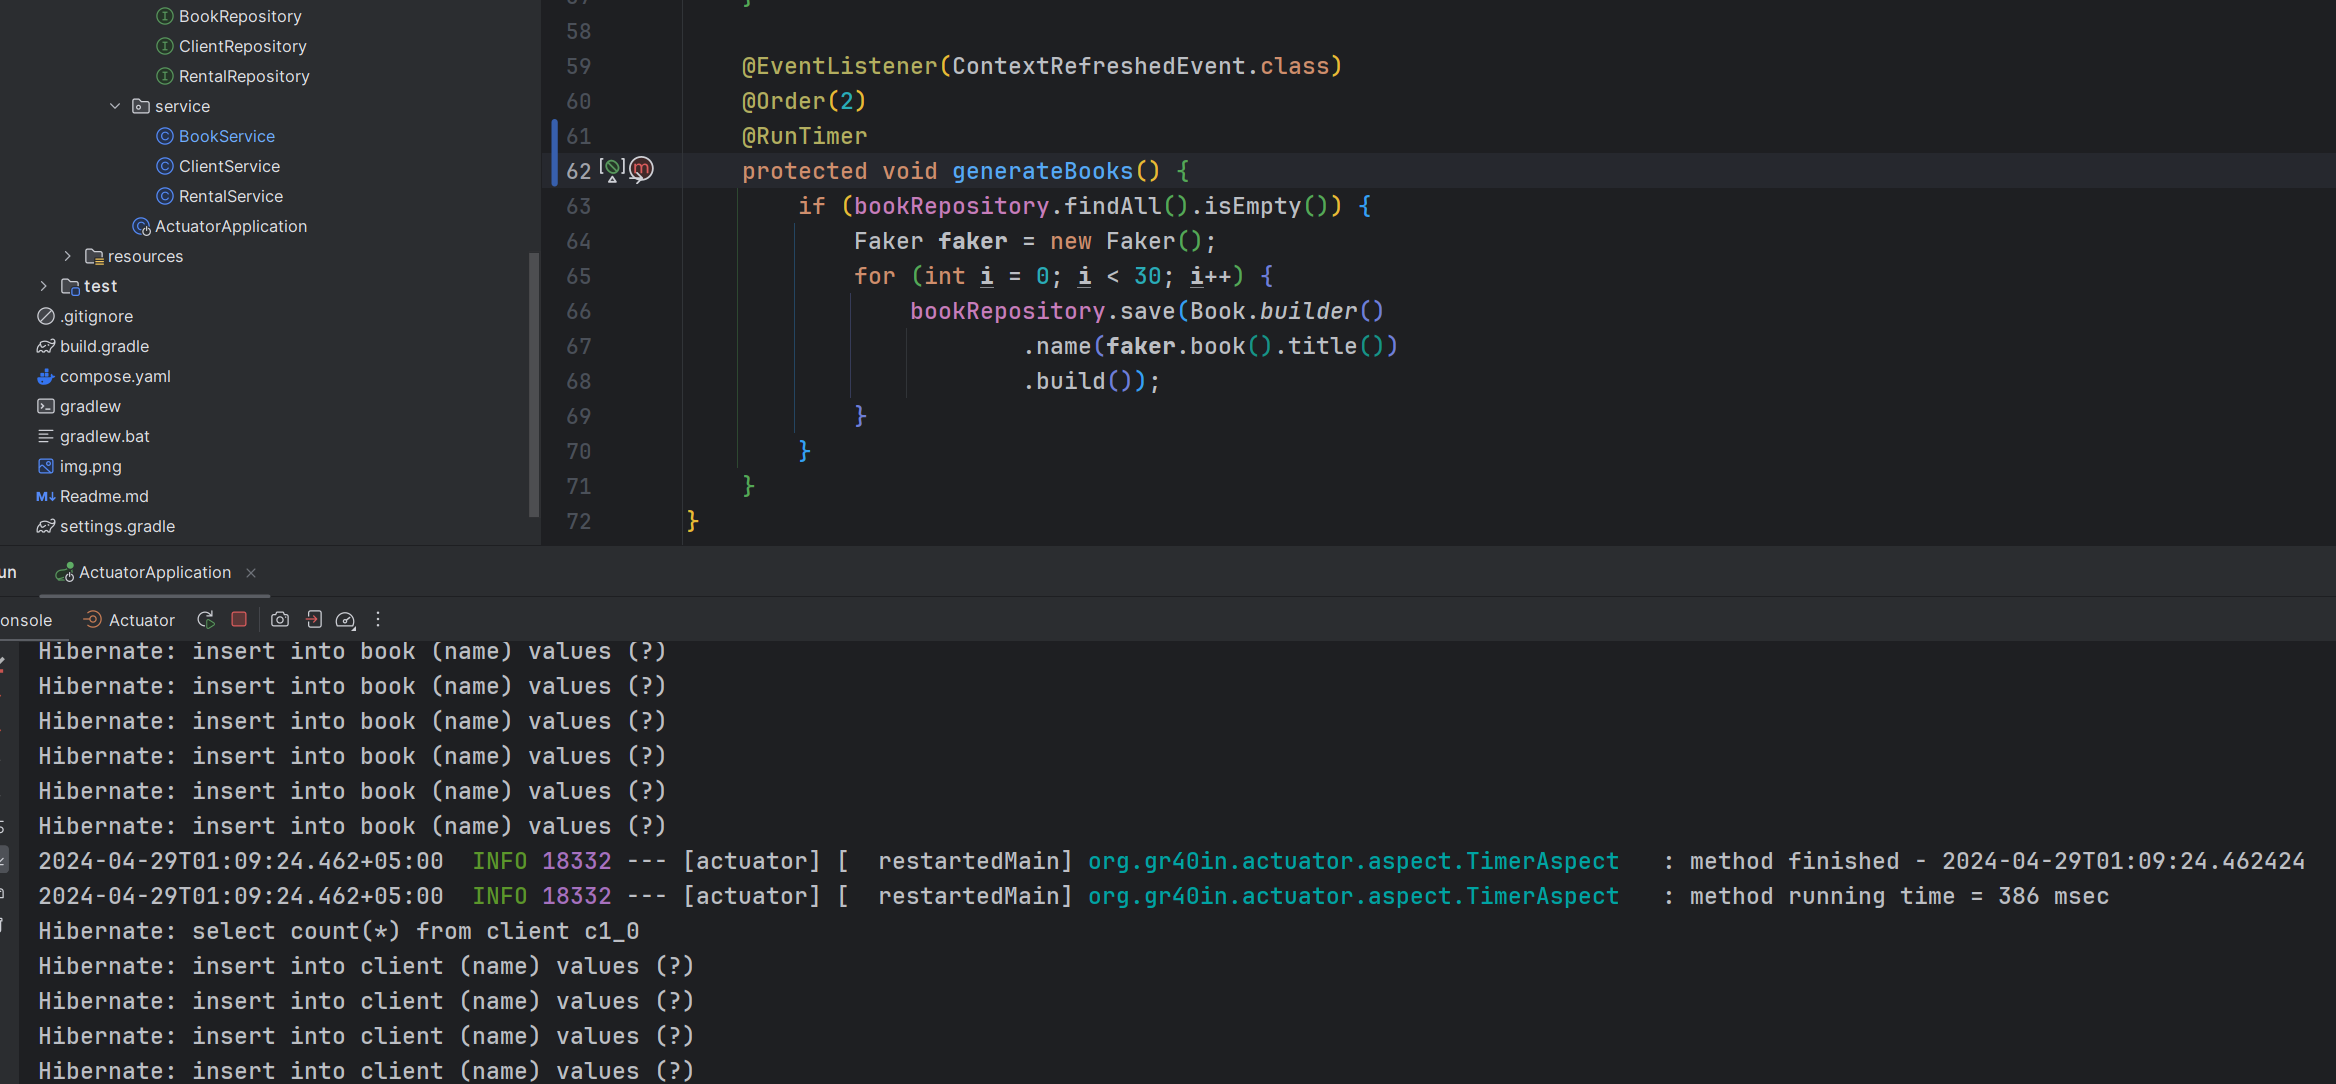 BookRepository
ClientRepository
RentalRepository
service
BookService
ClientService
RentalService
ActuatorApplication
resources
test
.gitignore
build.gradle
compose.yaml
gradlew
gradlew.bat
img.png
Readme.md
settings.gradle
58
59 @EventListener(ContextRefreshedEvent.class)
60 @Order(2)
61 @RunTimer
62 protected void generateBooks() {
63 if (bookRepository.findAll().isEmpty()) {
64 Faker faker = new Faker();
65 for (int i = 0; i < 30; i++) {
66 bookRepository.save(Book.builder()
67 .name(faker.book().title())
68 .build());
69 }
70 }
71 }
72 }
un ActuatorApplication
onsole Actuator
Hibernate: insert into book (name) values (?)
Hibernate: insert into book (name) values (?)
Hibernate: insert into book (name) values (?)
Hibernate: insert into book (name) values (?)
Hibernate: insert into book (name) values (?)
Hibernate: insert into book (name) values (?)
2024-04-29T01:09:24.462+05:00 INFO 18332 --- [actuator] [ restartedMain] org.gr40in.actuator.aspect.TimerAspect : method finished - 2024-04-29T01:09:24.462424
2024-04-29T01:09:24.462+05:00 INFO 18332 --- [actuator] [ restartedMain] org.gr40in.actuator.aspect.TimerAspect : method running time = 386 msec
Hibernate: select count(*) from client c1_0
Hibernate: insert into client (name) values (?)
Hibernate: insert into client (name) values (?)
Hibernate: insert into client (name) values (?)
Hibernate: insert into client (name) values (?)